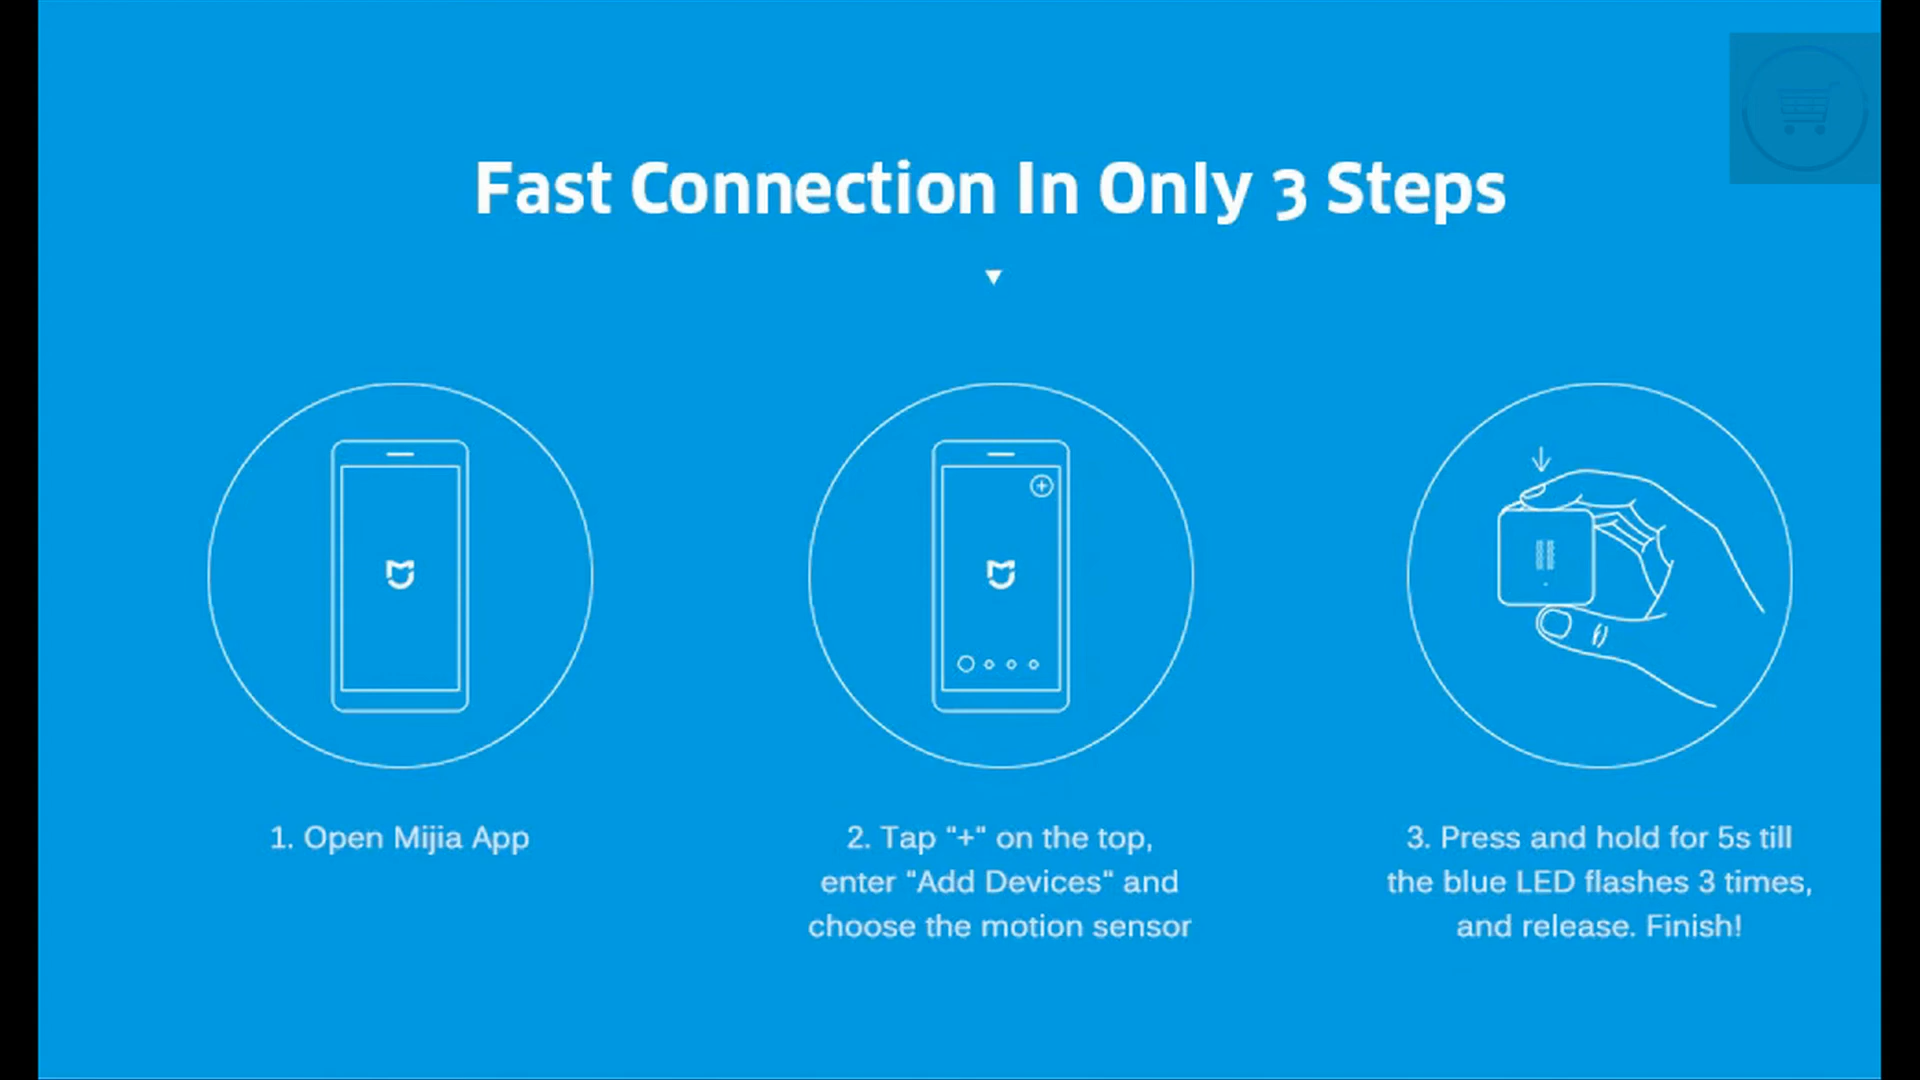 Fast Connection In Only 3 Steps
1. Open Mijia App
2. Tap "+" on the top,
enter "Add Devices" and
choose the motion sensor
3. Press and hold for 5s till
the blue LED flashes 3 times,
and release. Finish!